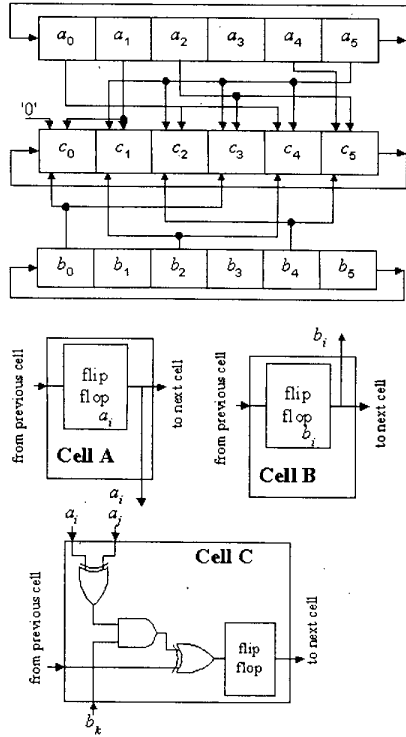 a0 a1 a2 a3 a4 a5
'0'
c0 c1 c2 c3 c4 c5
b0 b1 b2 b3 b4 b5
from previous cell
flip
flop
ai
Cell A
to next cell
ai
bi
from previous cell
flip
flop
bi
Cell B
to next cell
ai
aj
Cell C
from previous cell
flip
flop
to next cell
bk